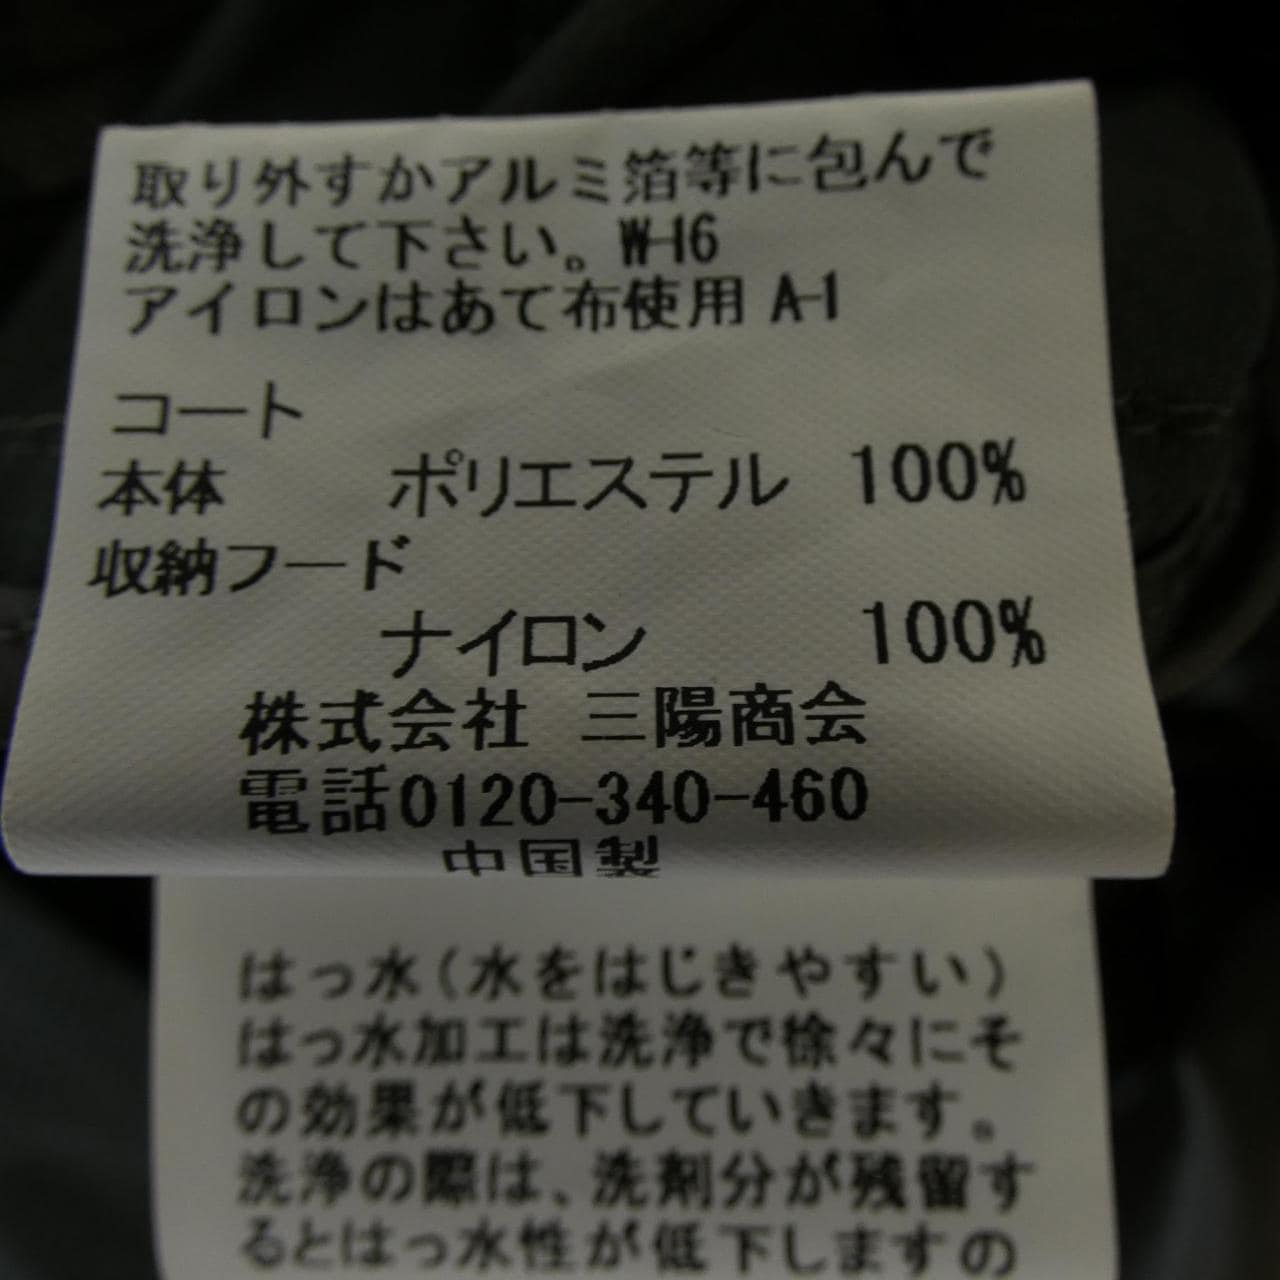 取り外すかアルミ箔等に包んで
洗浄して下さい。W-16
アイロンはあて布使用 A-1
コート
本体 ポリエステル 100%
収納フード
ナイロン 100%
株式会社 三陽商会
電話0120-340-460
中国製
はっ水(水をはじきやすい)
はっ水加工は洗浄で徐々にそ
の効果が低下していきます。
洗浄の際は、洗剤分が残留す
るとはっ水性が低下しますの